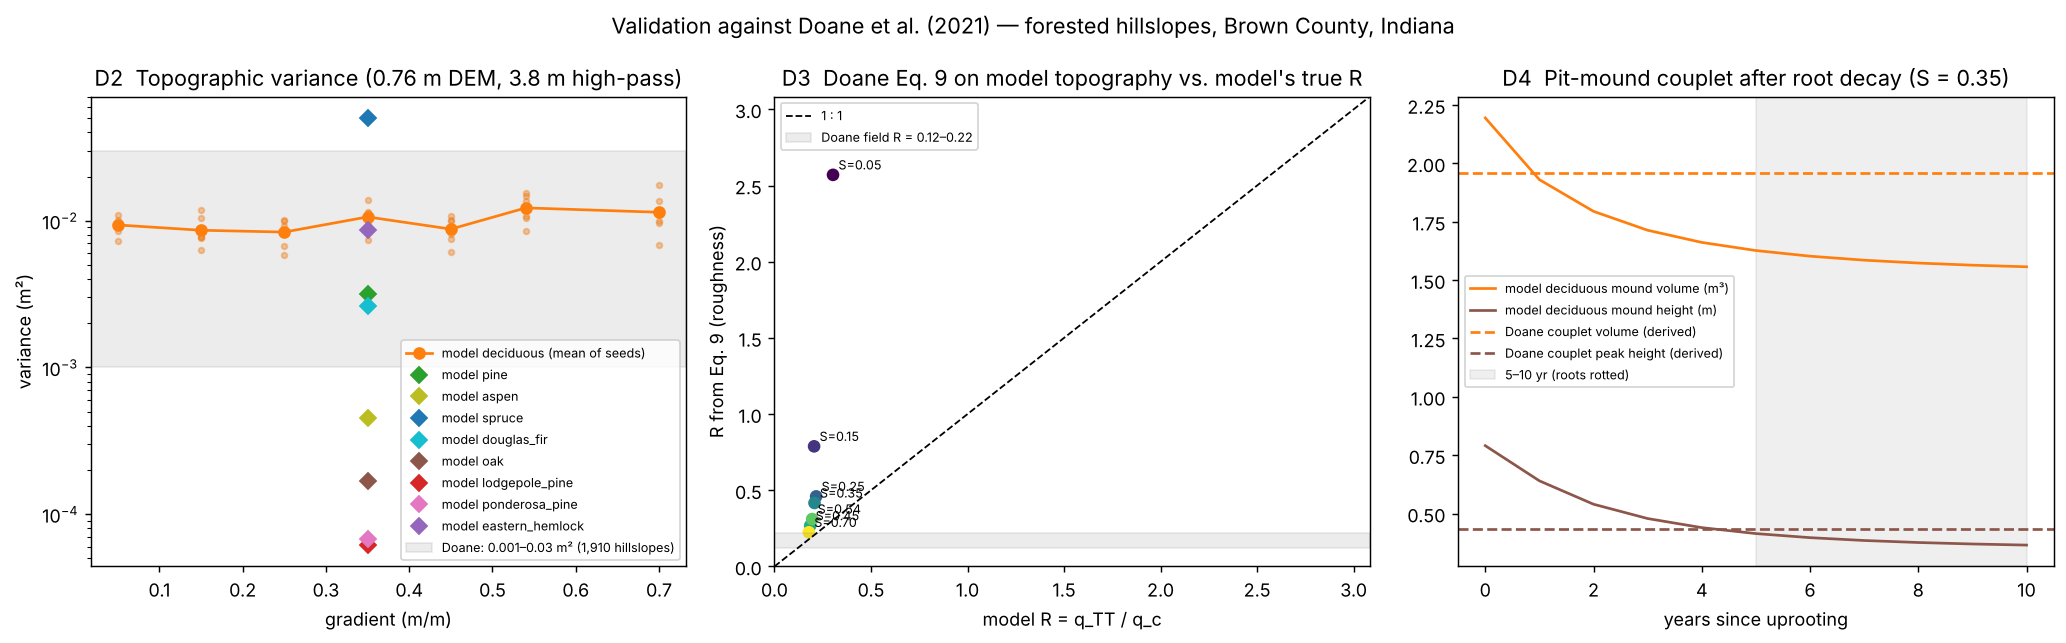 Validation against Doane et al. (2021) — forested hillslopes, Brown County, Indiana
D2  Topographic variance (0.76 m DEM, 3.8 m high-pass)
variance (m²)
10⁻²
10⁻³
10⁻⁴
model deciduous (mean of seeds)
model pine
model aspen
model spruce
model douglas_fir
model oak
model lodgepole_pine
model ponderosa_pine
model eastern_hemlock
Doane: 0.001–0.03 m² (1,910 hillslopes)
0.1 0.2 0.3 0.4 0.5 0.6 0.7
gradient (m/m)
D3  Doane Eq. 9 on model topography vs. model's true R
R from Eq. 9 (roughness)
3.0
2.5
2.0
1.5
1.0
0.5
0.0
1 : 1
Doane field R = 0.12–0.22
S=0.05
S=0.15
S=0.25
S=0.35
S=0.54
S=0.45
S=0.70
0.0 0.5 1.0 1.5 2.0 2.5 3.0
model R = q_TT / q_c
D4  Pit-mound couplet after root decay (S = 0.35)
2.25
2.00
1.75
1.50
1.25
1.00
0.75
0.50
model deciduous mound volume (m³)
model deciduous mound height (m)
Doane couplet volume (derived)
Doane couplet peak height (derived)
5–10 yr (roots rotted)
0 2 4 6 8 10
years since uprooting